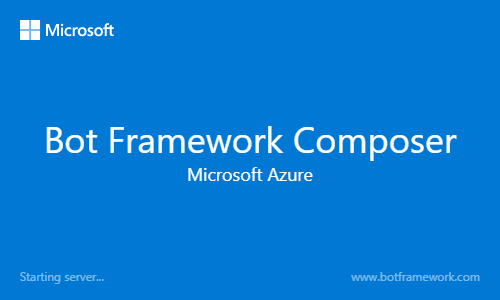 Microsoft
Bot Framework Composer
Microsoft Azure
Starting server...
www.botframework.com